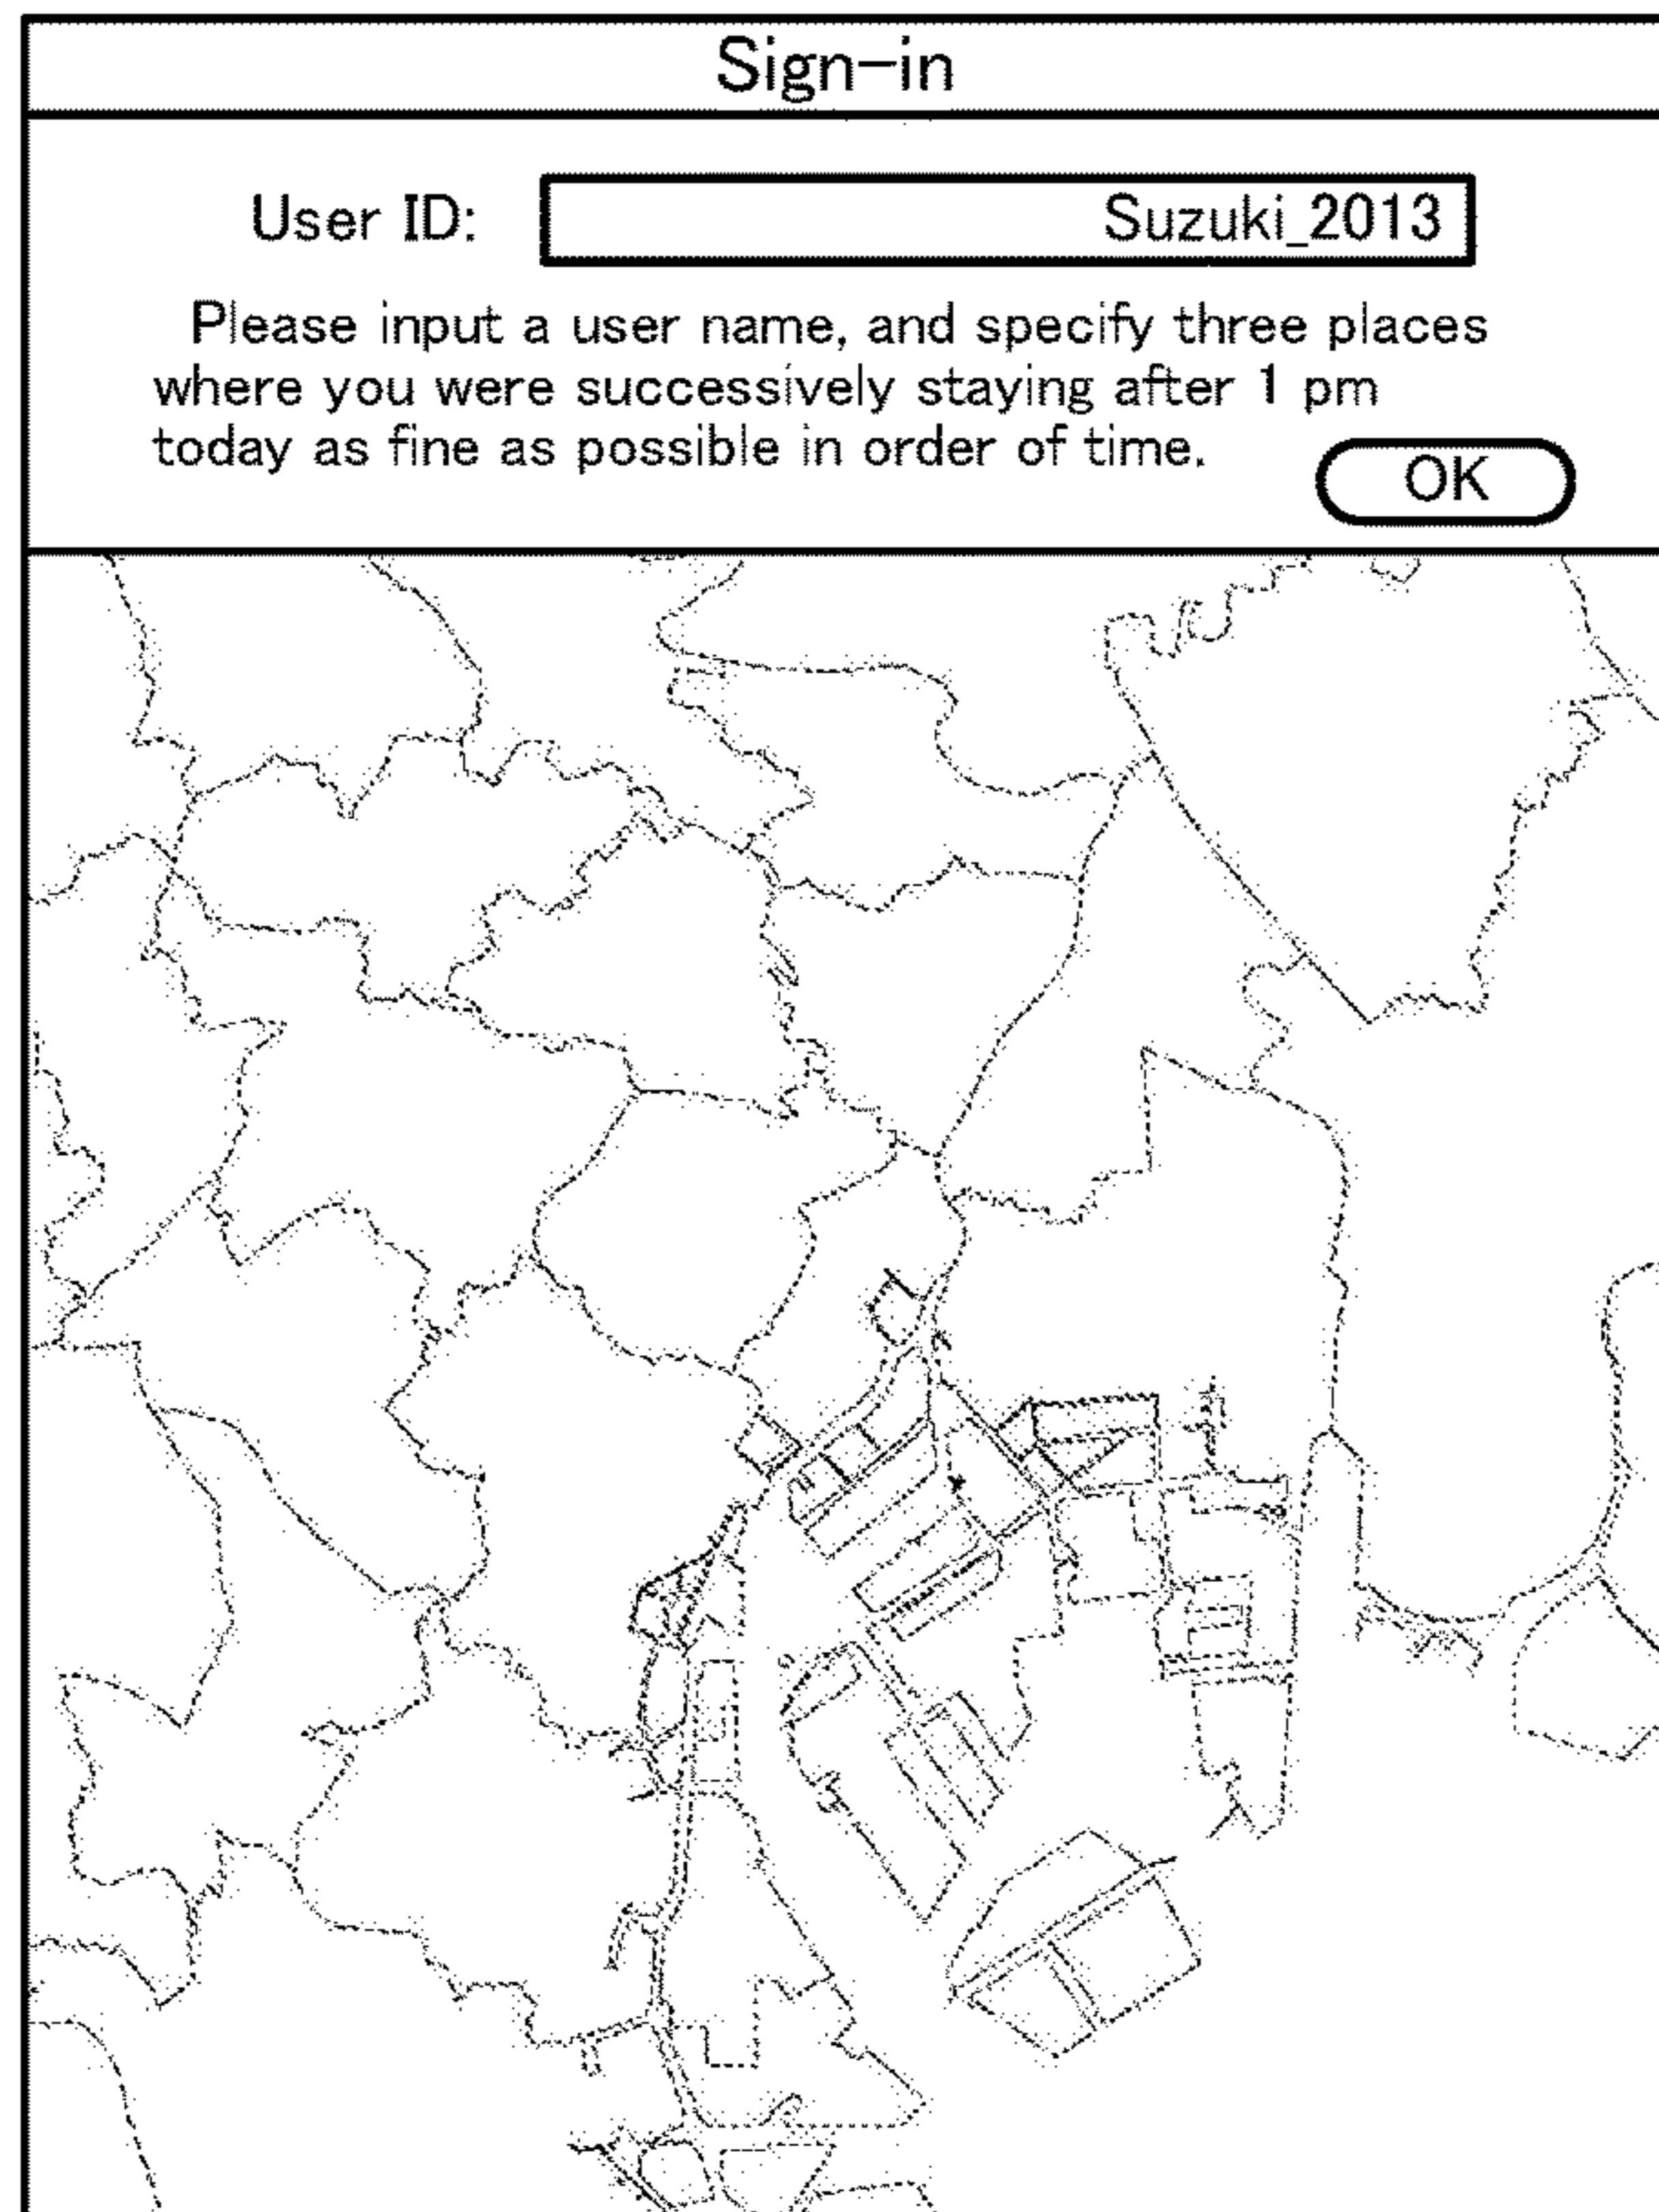 Sign-in
User ID: Suzuki_2013
Please input a user name, and specify three places
where you were successively staying after 1 pm
today as fine as possible in order of time.
OK